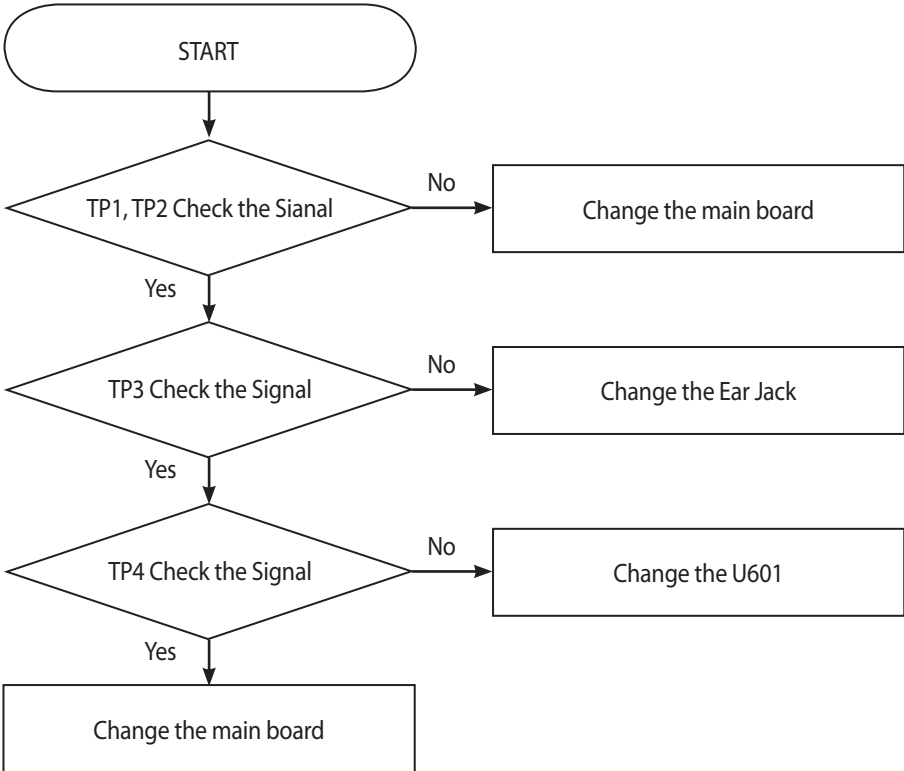 START
TP1, TP2 Check the Sianal
No
Change the main board
Yes
TP3 Check the Signal
No
Change the Ear Jack
Yes
TP4 Check the Signal
No
Change the U601
Yes
Change the main board